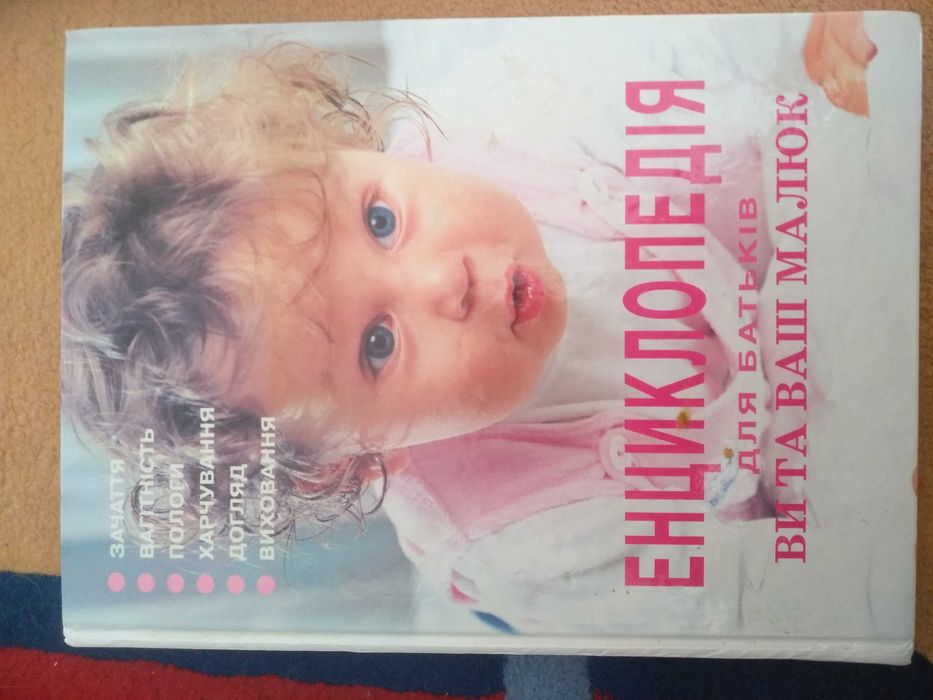 ЗАЧАТТЯ
ВАГІТНІСТЬ
ПОЛОГИ
ХАРЧУВАННЯ
ДОГЛЯД
ВИХОВАННЯ
ЕНЦИКЛОПЕДІЯ
ДЛЯ БАТЬКІВ
ВИ ТА ВАШ МАЛЮК